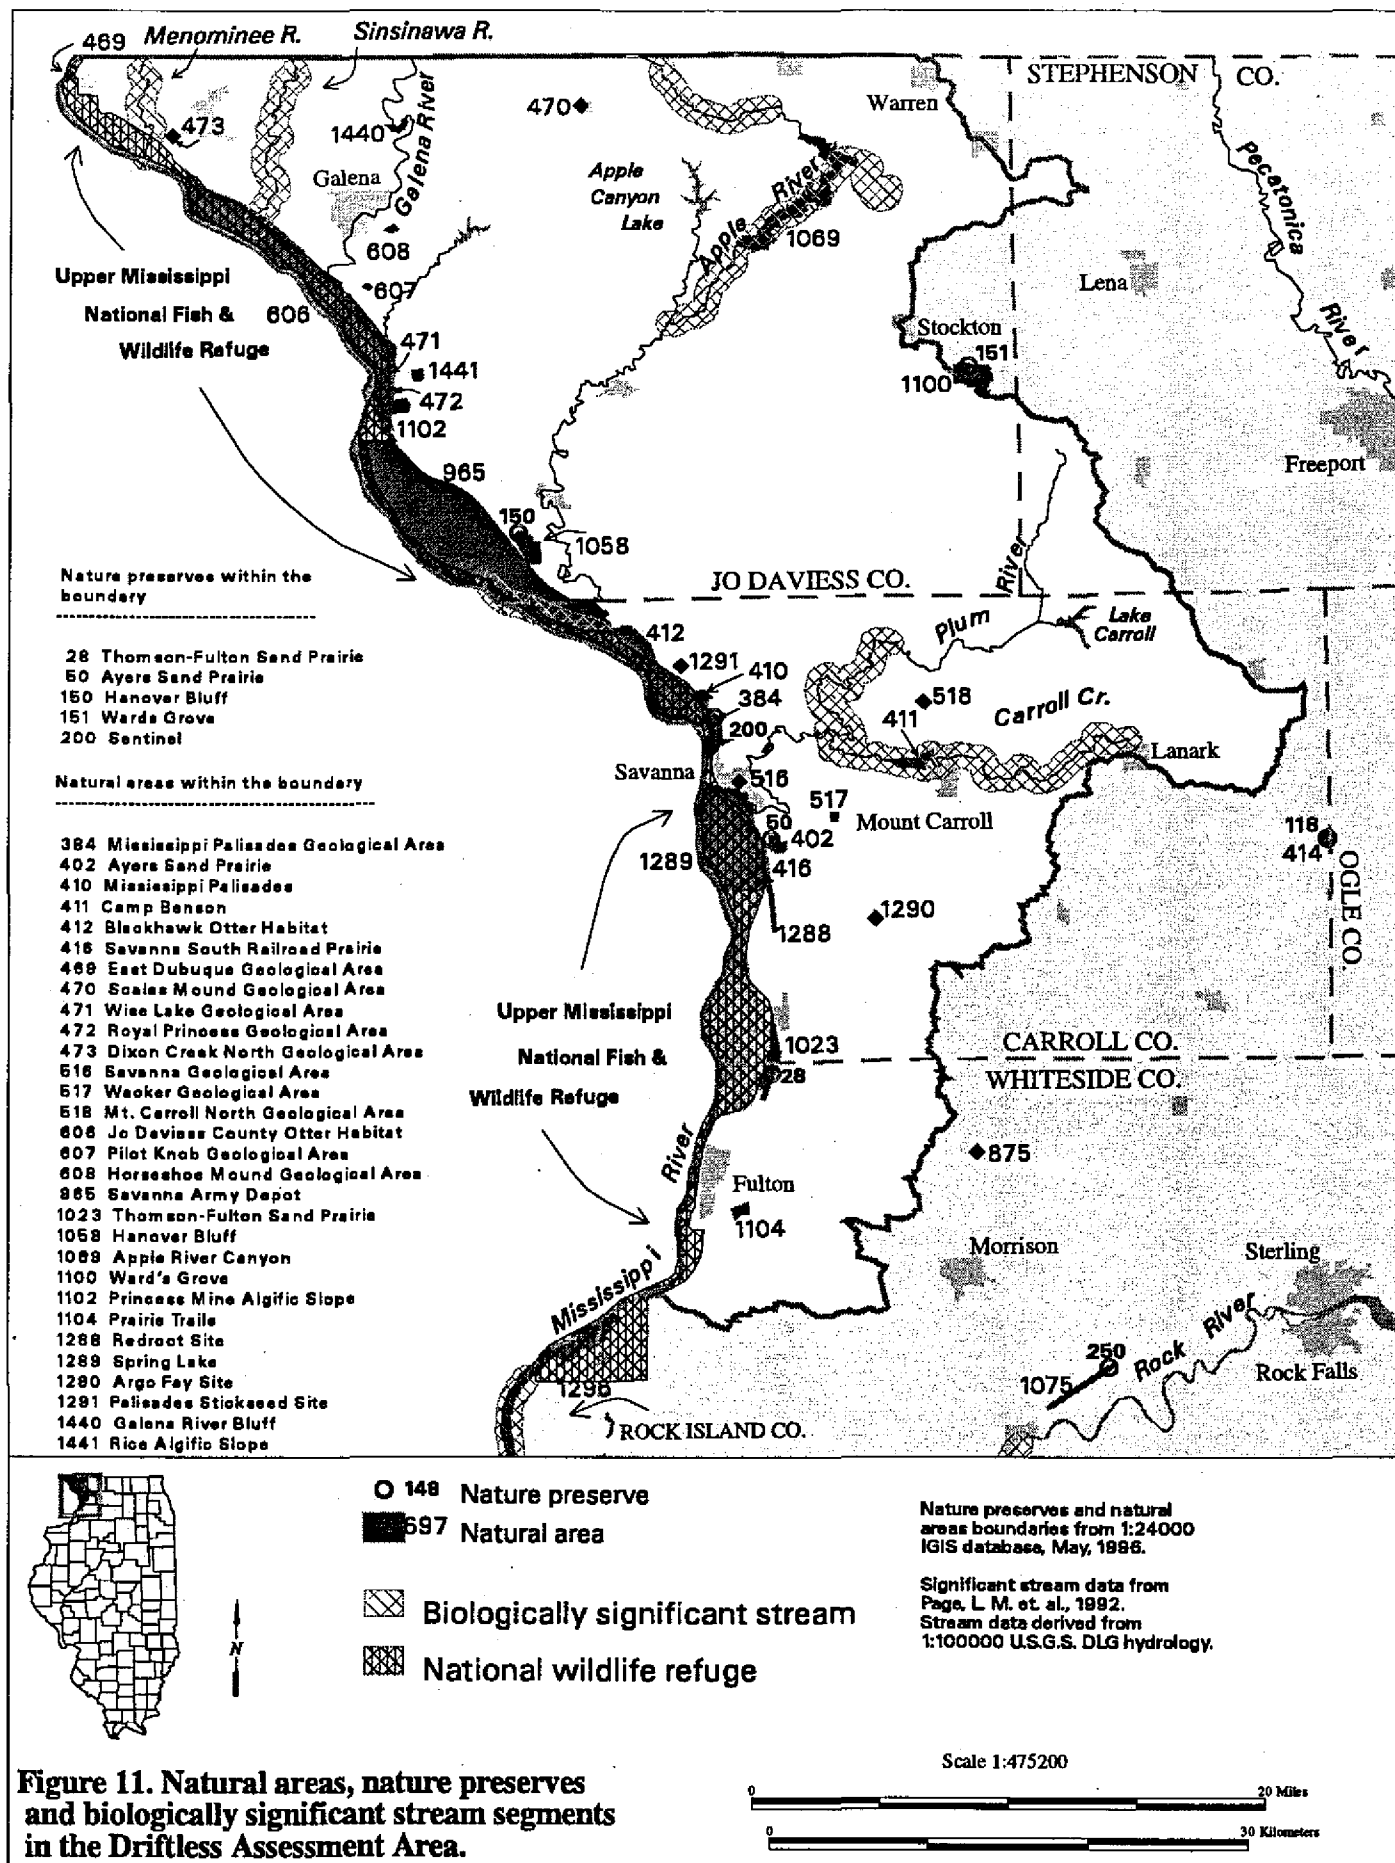 469
Menominee R.
Sinsinawa R.
STEPHENSON CO.
Warren
470
473
1440
Galena River
Galena
Apple
Canyon
Lake
Apple River
1069
Pecatonica
River
608
607
Upper Mississippi
National Fish &
Wildlife Refuge
606
Lena
Stockton
151
1100
471
1441
472
1102
Freeport
965
150
1058
JO DAVIESS CO.
Plum River
Lake
Carroll
Nature preserves within the
boundary
28 Thomson-Fulton Sand Prairie
50 Ayers Sand Prairie
150 Hanover Bluff
151 Wards Grove
200 Sentinel
412
1291
410
384
200
518
411
Carroll Cr.
Lanark
Savanna
516
517
Mount Carroll
50
402
416
1289
1288
1290
118
414
OGLE CO.
Natural areas within the boundary
384 Mississippi Palisades Geological Area
402 Ayers Sand Prairie
410 Mississippi Palisades
411 Camp Benson
412 Blackhawk Otter Habitat
416 Savanna South Railroad Prairie
469 East Dubuque Geological Area
470 Scales Mound Geological Area
471 Wise Lake Geological Area
472 Royal Princess Geological Area
473 Dixon Creek North Geological Area
516 Savanna Geological Area
517 Wacker Geological Area
518 Mt. Carroll North Geological Area
606 Jo Daviess County Otter Habitat
607 Pilot Knob Geological Area
608 Horseshoe Mound Geological Area
965 Savanna Army Depot
1023 Thomson-Fulton Sand Prairie
1058 Hanover Bluff
1069 Apple River Canyon
1100 Ward's Grove
1102 Princess Mine Algific Slope
1104 Prairie Trails
1288 Redroot Site
1289 Spring Lake
1290 Argo Fay Site
1291 Palisades Stickseed Site
1440 Galena River Bluff
1441 Rice Algific Slope
Upper Mississippi
National Fish &
Wildlife Refuge
1023
CARROLL CO.
WHITESIDE CO.
28
875
Fulton
1104
Mississippi River
Morrison
Sterling
Rock River
Rock Falls
250
1075
1298
ROCK ISLAND CO.
148 Nature preserve
697 Natural area
Biologically significant stream
National wildlife refuge
N
Nature preserves and natural
areas boundaries from 1:24000
IGIS database, May, 1996.
Significant stream data from
Page, L. M. et. al., 1992.
Stream data derived from
1:100000 U.S.G.S. DLG hydrology.
Scale 1:475200
0 20 Miles
0 30 Kilometers
Figure 11. Natural areas, nature preserves
and biologically significant stream segments
in the Driftless Assessment Area.